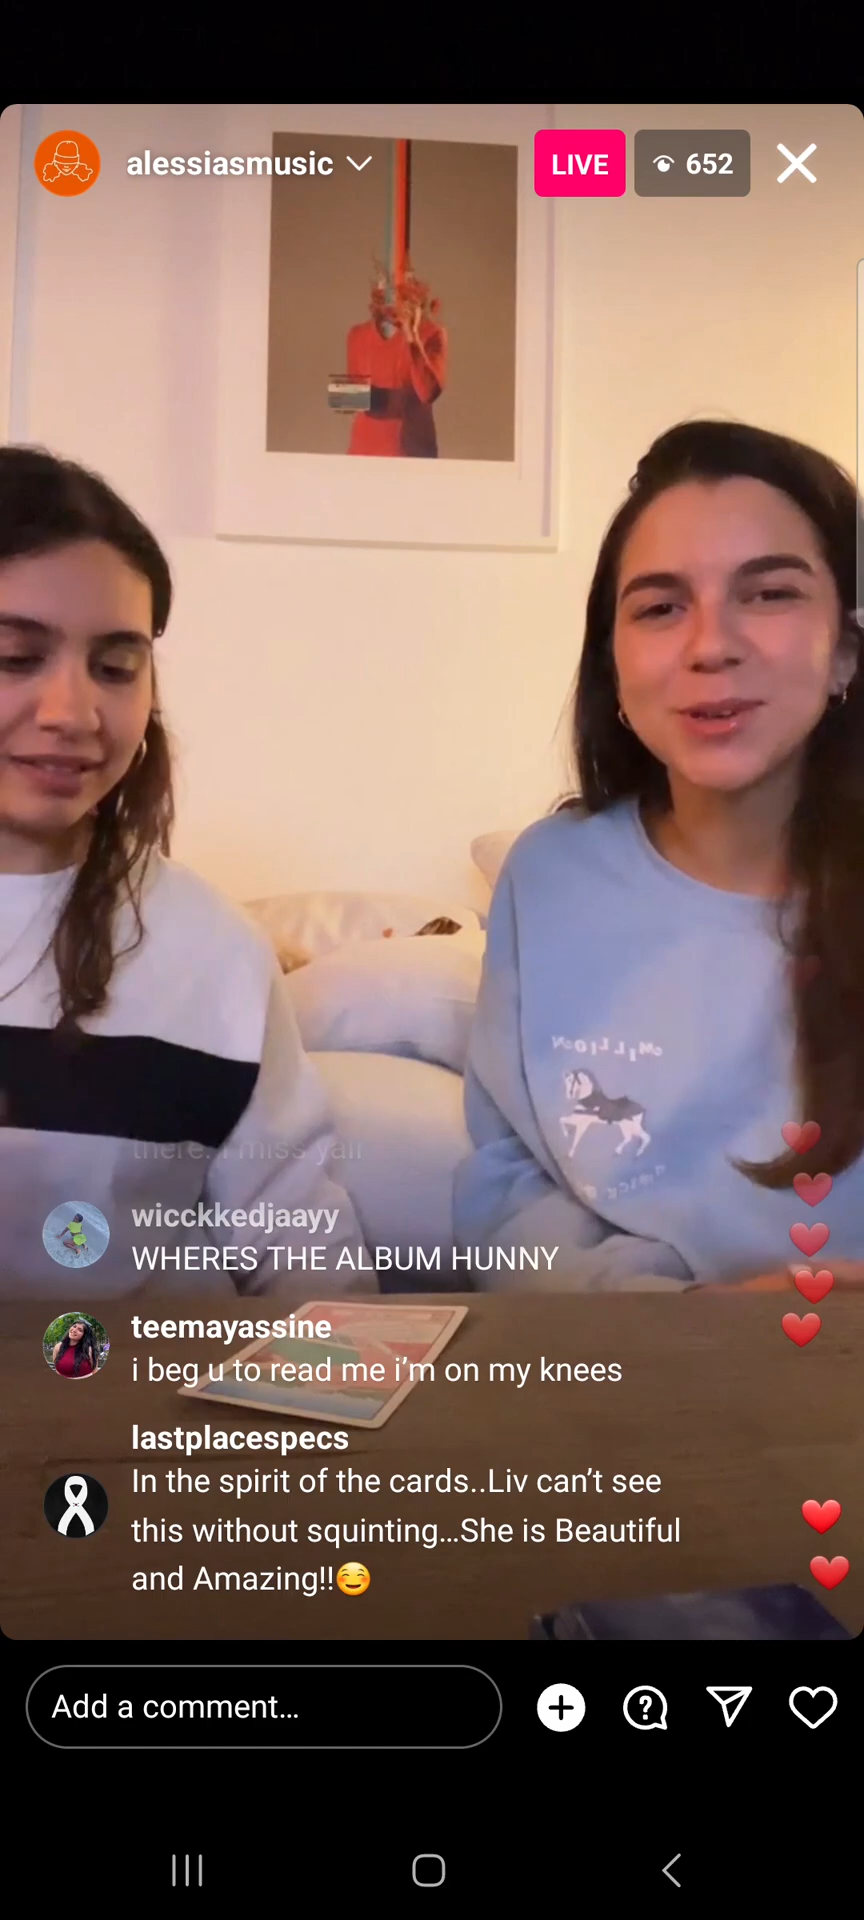 alessiasmusic
LIVE
652
there. I miss yall
wicckkedjaayy
WHERES THE ALBUM HUNNY
teemayassine
i beg u to read me i’m on my knees
lastplacespecs
In the spirit of the cards..Liv can’t see
this without squinting...She is Beautiful
and Amazing!!☺️
MILLION
Add a comment...